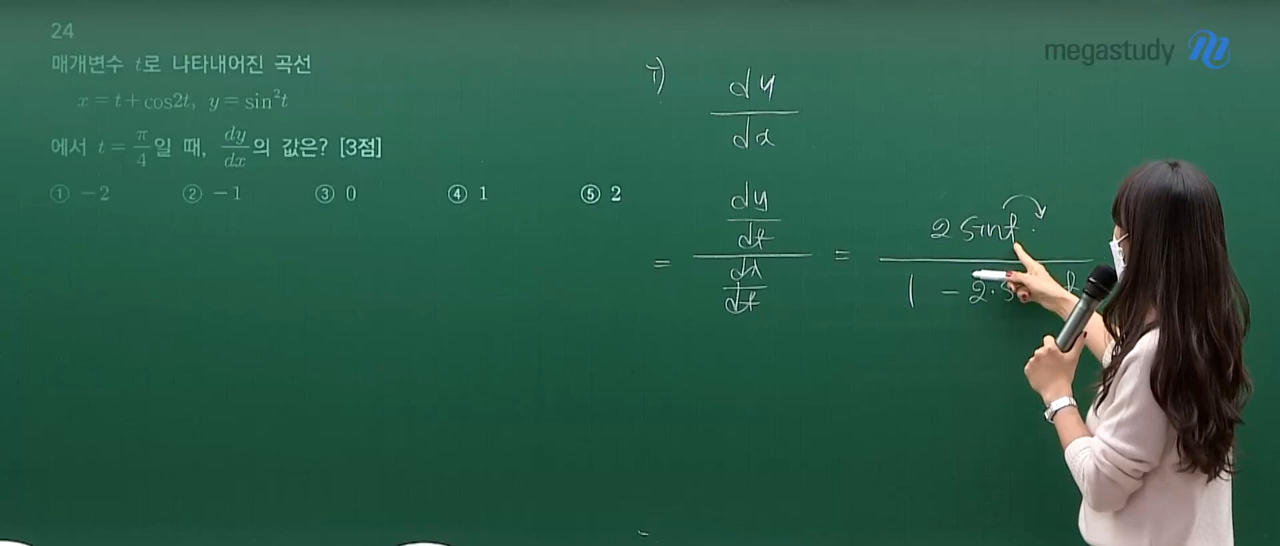 24
megastudy
매개변수 t로 나타내어진 곡선
x = t + cos2t, y = sin²t
에서 t = π/4일 때, dy/dx의 값은? [3점]
① −2 ② −1 ③ 0 ④ 1 ⑤ 2
i) dy/dx
= (dy/dt)/(dx/dt) = 2 sint · / 1 − 2·